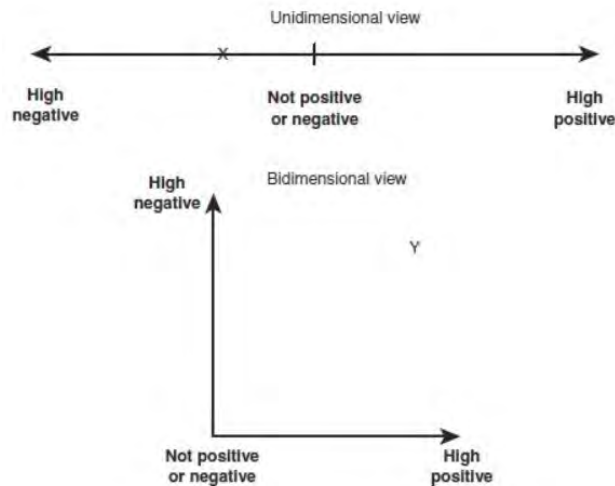 Unidimensional view
X
High
negative
Not positive
or negative
High
positive
Bidimensional view
High
negative
Y
Not positive
or negative
High
positive